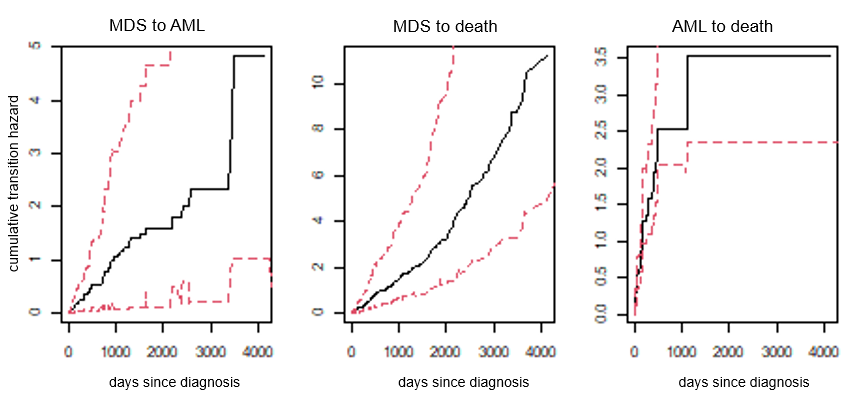 MDS to AML
MDS to death
AML to death
cumulative transition hazard
5
4
3
2
1
0
0 1000 2000 3000 4000
days since diagnosis
10
8
6
4
2
0
0 1000 2000 3000 4000
days since diagnosis
3.5
3.0
2.5
2.0
1.5
1.0
0.5
0.0
0 1000 2000 3000 4000
days since diagnosis